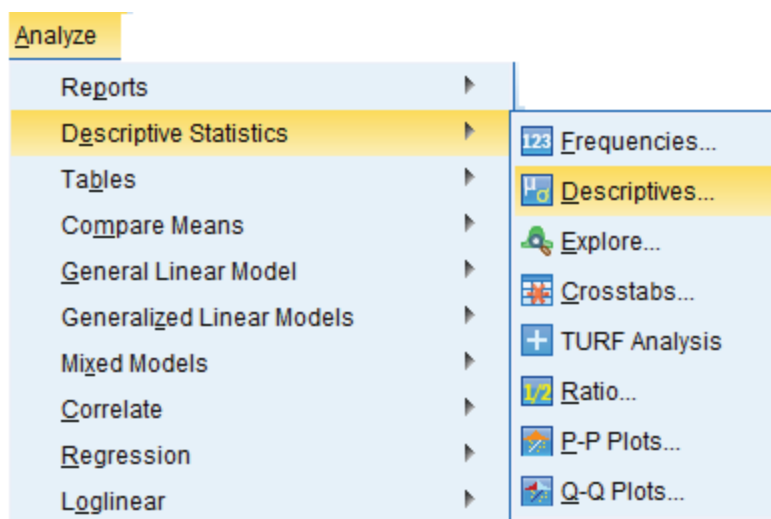 Analyze
Reports
Descriptive Statistics
Tables
Compare Means
General Linear Model
Generalized Linear Models
Mixed Models
Correlate
Regression
Loglinear
123 Frequencies...
μσ Descriptives...
Explore...
Crosstabs...
TURF Analysis
1/2 Ratio...
P-P Plots...
Q-Q Plots...